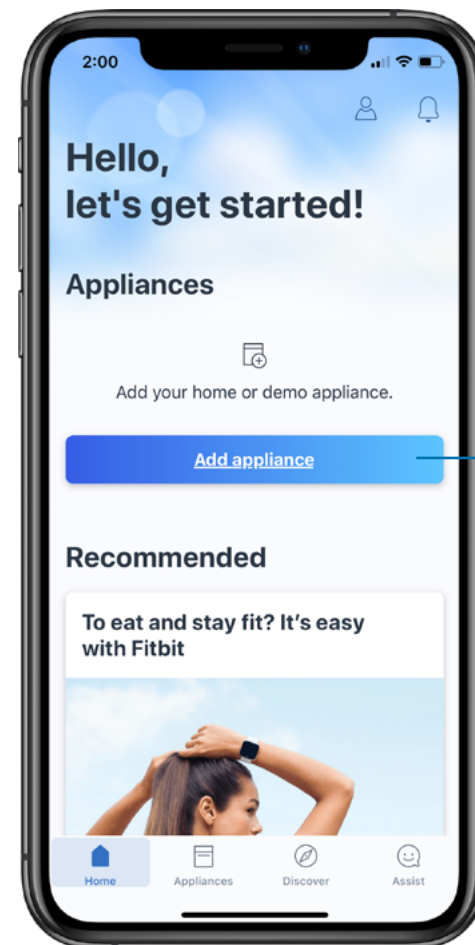 2:00
Hello,
let's get started!
Appliances
Add your home or demo appliance.
Add appliance
Recommended
To eat and stay fit? It's easy
with Fitbit
Home
Appliances
Discover
Assist